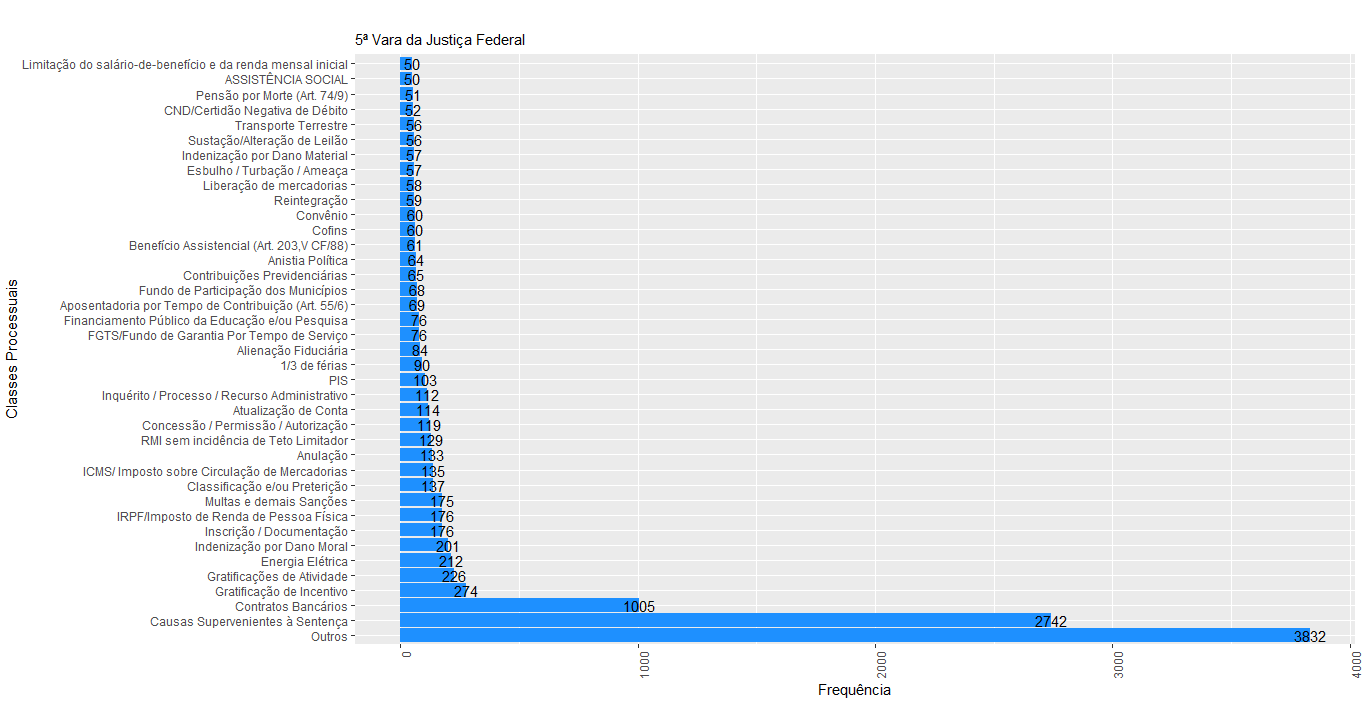 5ª Vara da Justiça Federal
Limitação do salário-de-benefício e da renda mensal inicial 50
ASSISTÊNCIA SOCIAL 50
Pensão por Morte (Art. 74/9) 51
CND/Certidão Negativa de Débito 52
Transporte Terrestre 56
Sustação/Alteração de Leilão 56
Indenização por Dano Material 57
Esbulho / Turbação / Ameaça 57
Liberação de mercadorias 58
Reintegração 59
Convênio 60
Cofins 60
Benefício Assistencial (Art. 203,V CF/88) 61
Anistia Política 64
Contribuições Previdenciárias 65
Fundo de Participação dos Municípios 68
Aposentadoria por Tempo de Contribuição (Art. 55/6) 69
Financiamento Público da Educação e/ou Pesquisa 76
FGTS/Fundo de Garantia Por Tempo de Serviço 76
Alienação Fiduciária 84
1/3 de férias 90
PIS 103
Inquérito / Processo / Recurso Administrativo 112
Atualização de Conta 114
Concessão / Permissão / Autorização 119
RMI sem incidência de Teto Limitador 129
Anulação 133
ICMS/ Imposto sobre Circulação de Mercadorias 135
Classificação e/ou Preterição 137
Multas e demais Sanções 175
IRPF/Imposto de Renda de Pessoa Física 176
Inscrição / Documentação 176
Indenização por Dano Moral 201
Energia Elétrica 212
Gratificações de Atividade 226
Gratificação de Incentivo 274
Contratos Bancários 1005
Causas Supervenientes à Sentença 2742
Outros 3832
Classes Processuais
0 1000 2000 3000 4000
Frequência